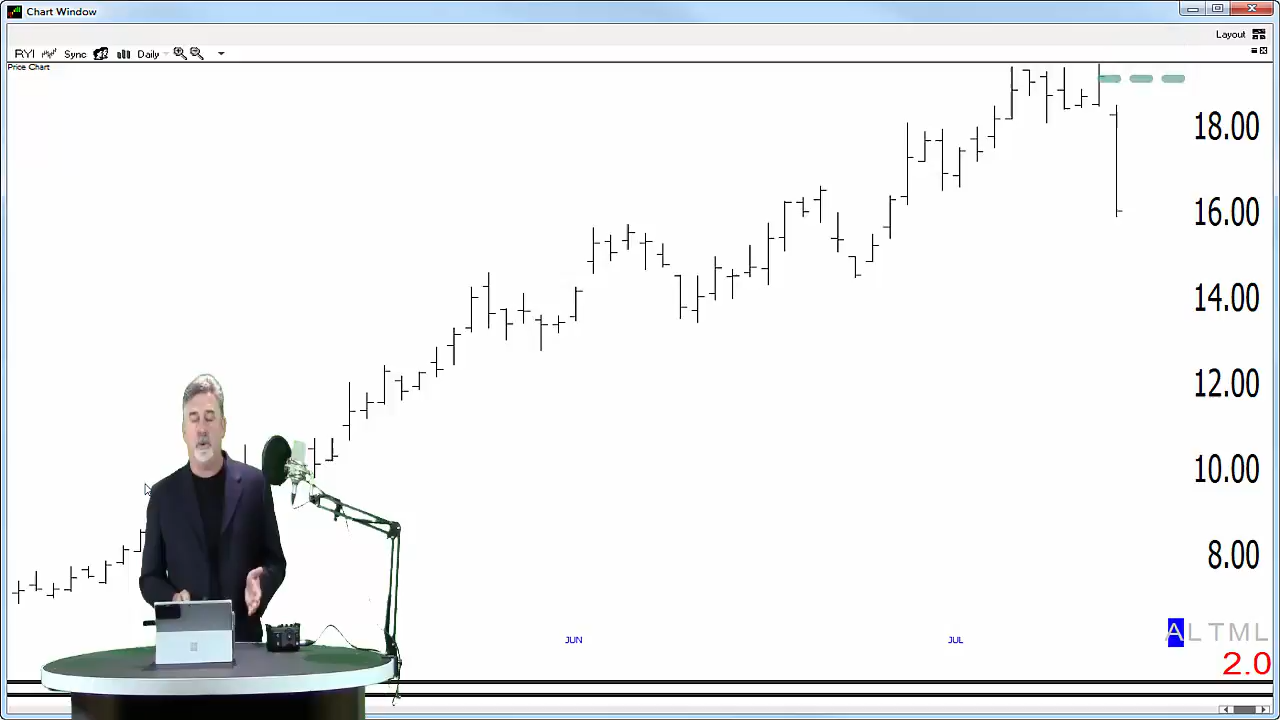 Chart Window
Layout
RYI Sync Daily
Price Chart
18.00
16.00
14.00
12.00
10.00
8.00
JUN JUL
ALTML
2.0